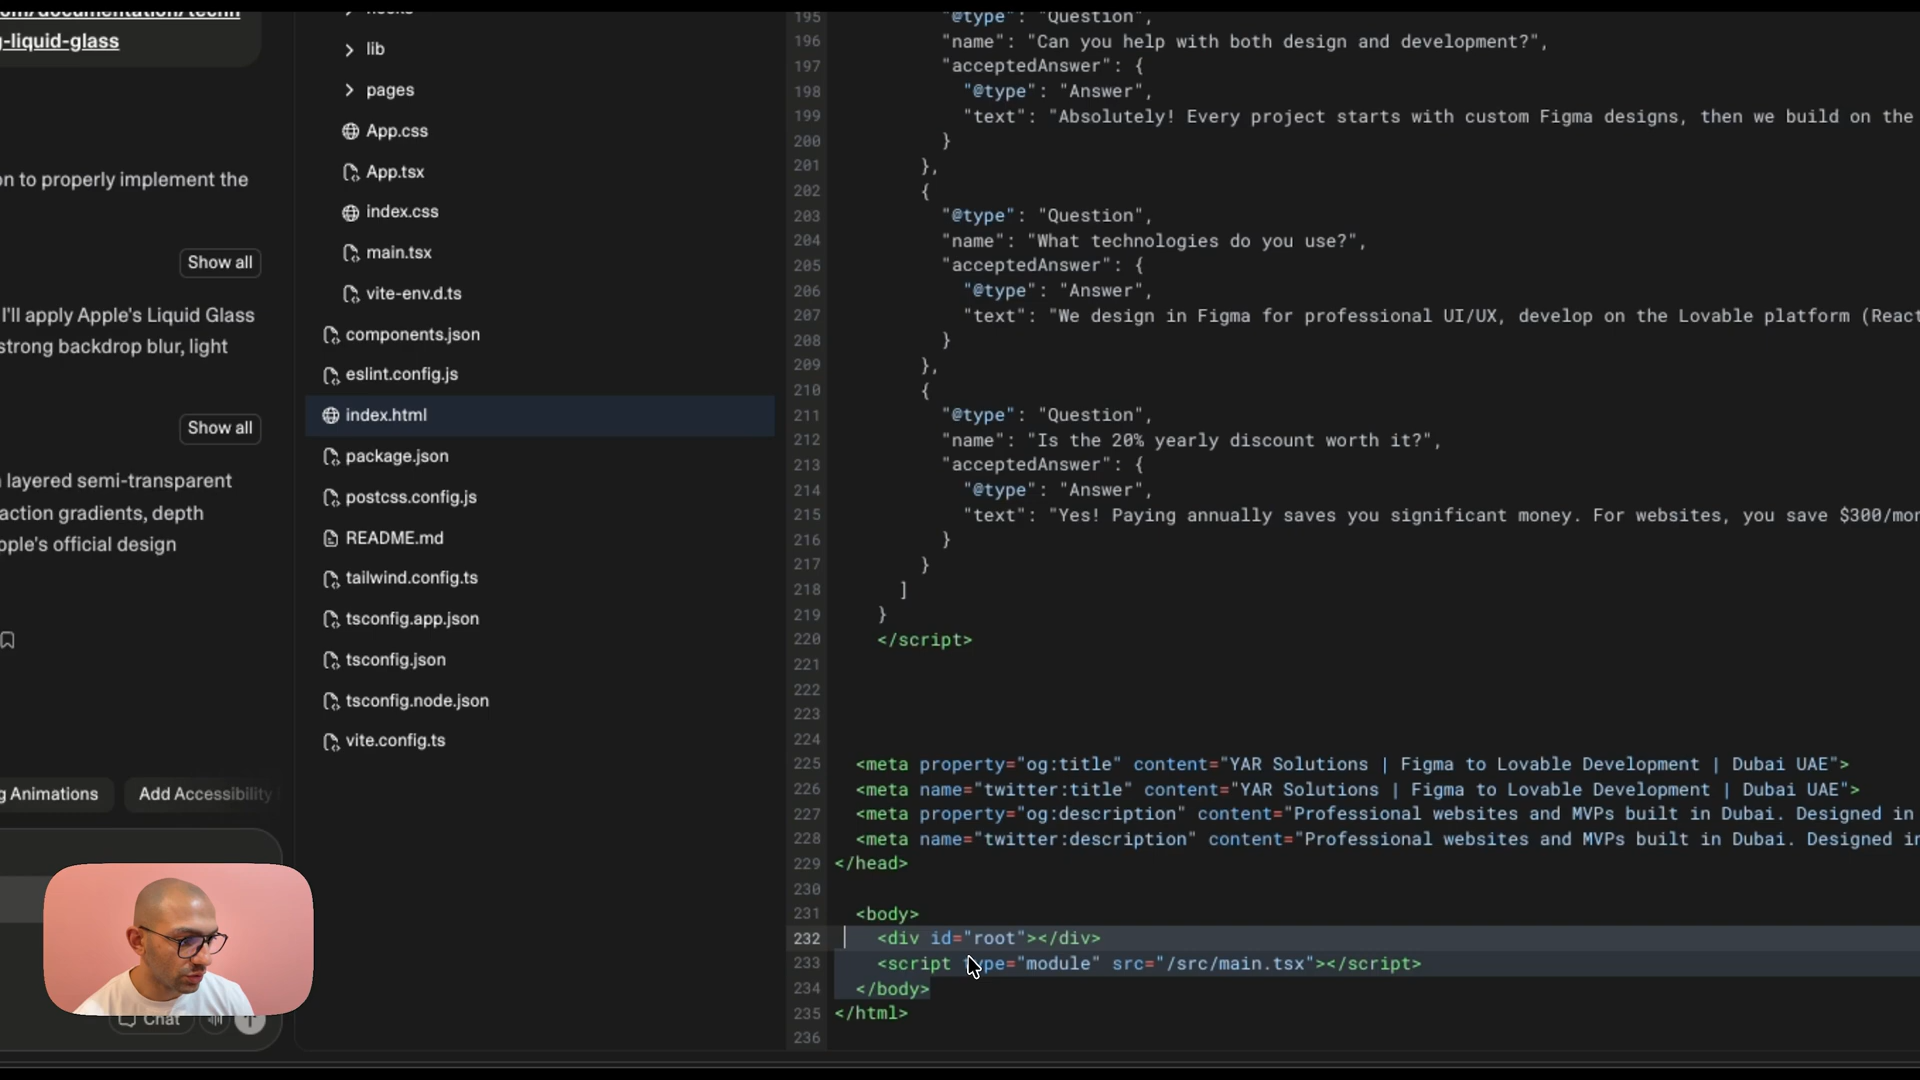 -liquid-glass
on to properly implement the
Show all
I'll apply Apple's Liquid Glass
strong backdrop blur, light
Show all
layered semi-transparent
action gradients, depth
pple's official design
g Animations
Add Accessibility
Chat
lib
pages
App.css
App.tsx
index.css
main.tsx
vite-env.d.ts
components.json
eslint.config.js
index.html
package.json
postcss.config.js
README.md
tailwind.config.ts
tsconfig.app.json
tsconfig.json
tsconfig.node.json
vite.config.ts
195 "@type": "Question",
196 "name": "Can you help with both design and development?",
197 "acceptedAnswer": {
198 "@type": "Answer",
199 "text": "Absolutely! Every project starts with custom Figma designs, then we build on the
200 }
201 },
202 {
203 "@type": "Question",
204 "name": "What technologies do you use?",
205 "acceptedAnswer": {
206 "@type": "Answer",
207 "text": "We design in Figma for professional UI/UX, develop on the Lovable platform (React
208 }
209 },
210 {
211 "@type": "Question",
212 "name": "Is the 20% yearly discount worth it?",
213 "acceptedAnswer": {
214 "@type": "Answer",
215 "text": "Yes! Paying annually saves you significant money. For websites, you save $300/mon
216 }
217 }
218 ]
219 }
220 </script>
221
222
223
224
225 <meta property="og:title" content="YAR Solutions | Figma to Lovable Development | Dubai UAE">
226 <meta name="twitter:title" content="YAR Solutions | Figma to Lovable Development | Dubai UAE">
227 <meta property="og:description" content="Professional websites and MVPs built in Dubai. Designed in
228 <meta name="twitter:description" content="Professional websites and MVPs built in Dubai. Designed in
229 </head>
230
231 <body>
232 <div id="root"></div>
233 <script type="module" src="/src/main.tsx"></script>
234 </body>
235 </html>
236